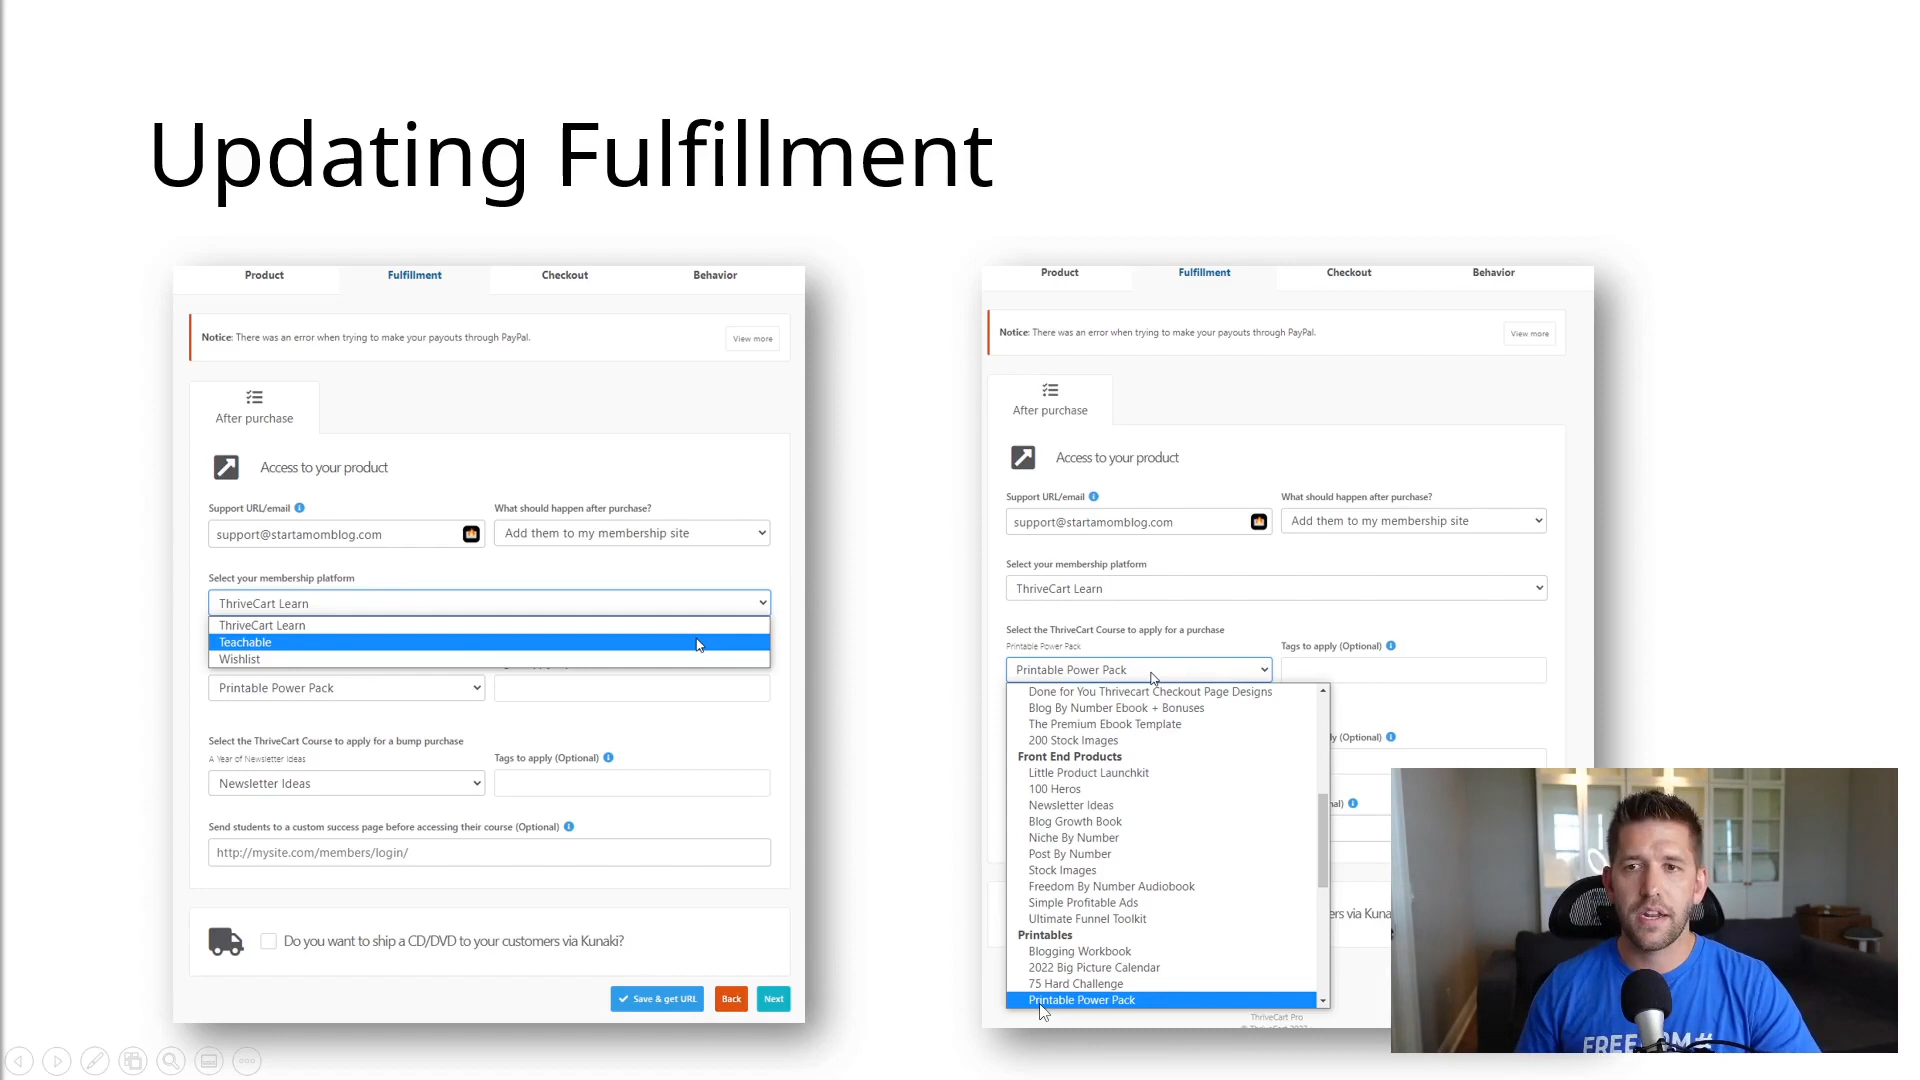 Updating Fulfillment
Product
Fulfillment
Checkout
Behavior
Notice: There was an error when trying to make your payouts through PayPal.
View more
After purchase
Access to your product
Support URL/email
What should happen after purchase?
support@startamomblog.com
Add them to my membership site
Select your membership platform
ThriveCart Learn
ThriveCart Learn
Teachable
Wishlist
Printable Power Pack
Select the ThriveCart Course to apply for a bump purchase
A Year of Newsletter Ideas
Tags to apply (Optional)
Newsletter Ideas
Send students to a custom success page before accessing their course (Optional)
http://mysite.com/members/login/
Do you want to ship a CD/DVD to your customers via Kunaki?
Save & get URL
Back
Next
Product
Fulfillment
Checkout
Behavior
Notice: There was an error when trying to make your payouts through PayPal.
View more
After purchase
Access to your product
Support URL/email
What should happen after purchase?
support@startamomblog.com
Add them to my membership site
Select your membership platform
ThriveCart Learn
Select the ThriveCart Course to apply for a purchase
Printable Power Pack
Tags to apply (Optional)
Printable Power Pack
Done for You Thrivecart Checkout Page Designs
Blog By Number Ebook + Bonuses
The Premium Ebook Template
200 Stock Images
Front End Products
Little Product Launchkit
100 Heros
Newsletter Ideas
Blog Growth Book
Niche By Number
Post By Number
Stock Images
Freedom By Number Audiobook
Simple Profitable Ads
Ultimate Funnel Toolkit
Printables
Blogging Workbook
2022 Big Picture Calendar
75 Hard Challenge
Printable Power Pack
(Optional)
ThriveCart Pro